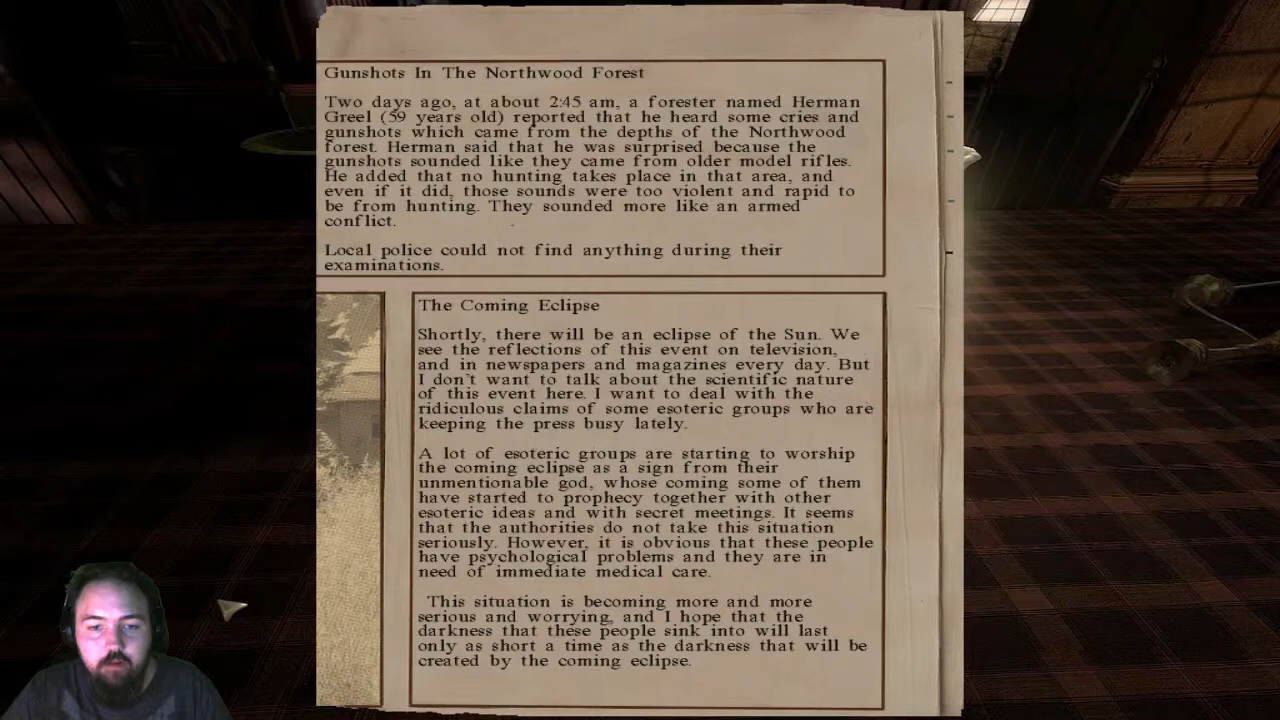 Gunshots In The Northwood Forest
Two days ago, at about 2:45 am, a forester named Herman
Greel (59 years old) reported that he heard some cries and
gunshots which came from the depths of the Northwood
forest. Herman said that he was surprised because the
gunshots sounded like they came from older model rifles.
He added that no hunting takes place in that area, and
even if it did, those sounds were too violent and rapid to
be from hunting. They sounded more like an armed
conflict.
Local police could not find anything during their
examinations.
The Coming Eclipse
Shortly, there will be an eclipse of the Sun. We
see the reflections of this event on television,
and in newspapers and magazines every day. But
I don't want to talk about the scientific nature
of this event here. I want to deal with the
ridiculous claims of some esoteric groups who are
keeping the press busy lately.
A lot of esoteric groups are starting to worship
the coming eclipse as a sign from their
unmentionable god, whose coming some of them
have started to prophecy together with other
esoteric ideas and with secret meetings. It seems
that the authorities do not take this situation
seriously. However, it is obvious that these people
have psychological problems and they are in
need of immediate medical care.
This situation is becoming more and more
serious and worrying, and I hope that the
darkness that these people sink into will last
only as short a time as the darkness that will be
created by the coming eclipse.